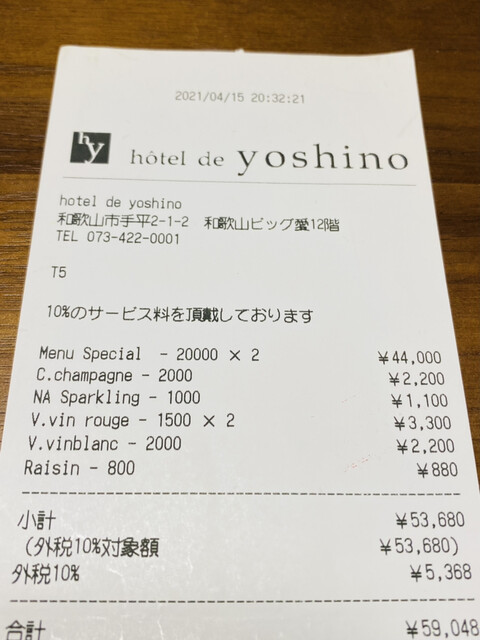 2021/04/15 20:32:21
hy hôtel de yoshino
hotel de yoshino
和歌山市手平2-1-2 和歌山ビッグ愛12階
TEL 073-422-0001
T5
10%のサービス料を頂戴しております
Menu Special - 20000 × 2 ¥44,000
C.champagne - 2000 ¥2,200
NA Sparkling - 1000 ¥1,100
V.vin rouge - 1500 × 2 ¥3,300
V.vinblanc - 2000 ¥2,200
Raisin - 800 ¥880
小計 ¥53,680
(外税10%対象額 ¥53,680)
外税10% ¥5,368
合計 ¥59,048